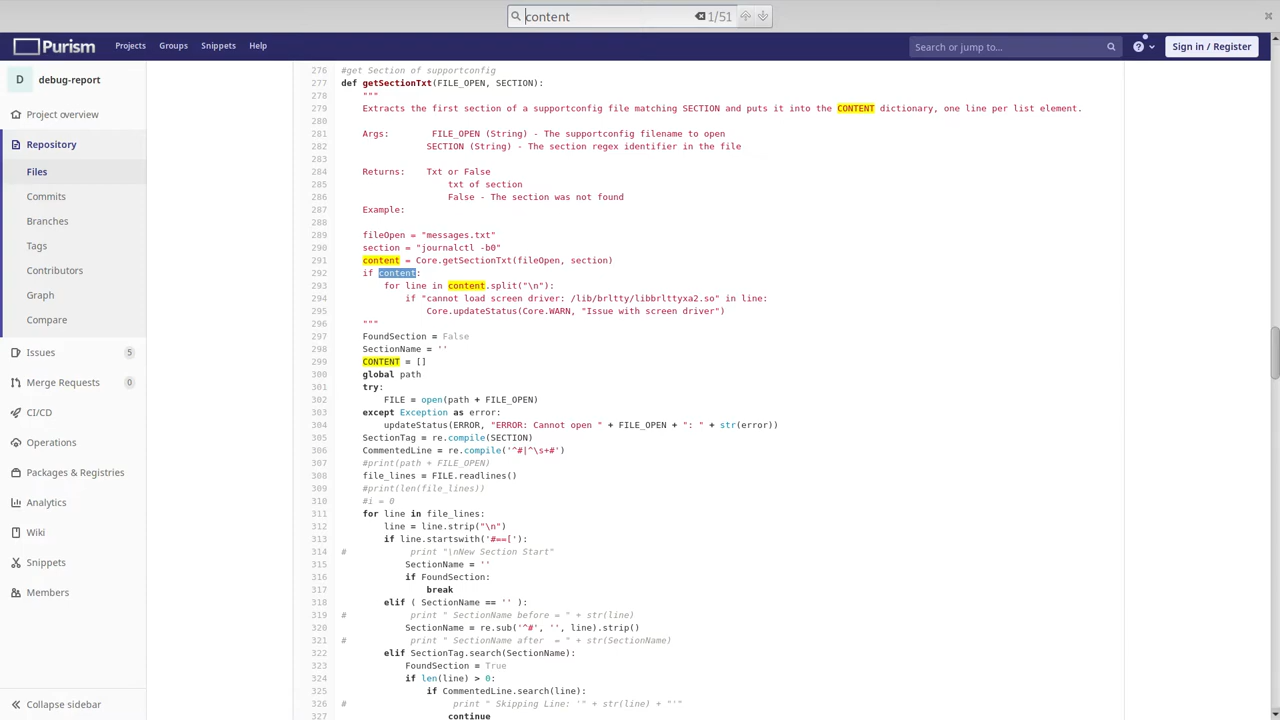 content
1/51
Purism
Projects
Groups
Snippets
Help
Search or jump to...
Sign in / Register
D
debug-report
Project overview
Repository
Files
Commits
Branches
Tags
Contributors
Graph
Compare
Issues
5
Merge Requests
0
CI/CD
Operations
Packages & Registries
Analytics
Wiki
Snippets
Members
Collapse sidebar
276 #get Section of supportconfig
277 def getSectionTxt(FILE_OPEN, SECTION):
278     """
279     Extracts the first section of a supportconfig file matching SECTION and puts it into the CONTENT dictionary, one line per list element.
280
281     Args:        FILE_OPEN (String) - The supportconfig filename to open
282                 SECTION (String) - The section regex identifier in the file
283
284     Returns:    Txt or False
285                     txt of section
286                     False - The section was not found
287     Example:
288
289     fileOpen = "messages.txt"
290     section = "journalctl -b0"
291     content = Core.getSectionTxt(fileOpen, section)
292     if content:
293         for line in content.split("\n"):
294             if "cannot load screen driver: /lib/brltty/libbrlttyxa2.so" in line:
295                 Core.updateStatus(Core.WARN, "Issue with screen driver")
296     """
297     FoundSection = False
298     SectionName = ''
299     CONTENT = []
300     global path
301     try:
302         FILE = open(path + FILE_OPEN)
303     except Exception as error:
304         updateStatus(ERROR, "ERROR: Cannot open " + FILE_OPEN + ": " + str(error))
305     SectionTag = re.compile(SECTION)
306     CommentedLine = re.compile('^#|^\s+#')
307     #print(path + FILE_OPEN)
308     file_lines = FILE.readlines()
309     #print(len(file_lines))
310     #i = 0
311     for line in file_lines:
312         line = line.strip("\n")
313         if line.startswith('#==['):
314 #            print "\nNew Section Start"
315             SectionName = ''
316             if FoundSection:
317                 break
318         elif ( SectionName == '' ):
319 #            print " SectionName before = " + str(line)
320             SectionName = re.sub('^#', '', line).strip()
321 #            print " SectionName after  = " + str(SectionName)
322         elif SectionTag.search(SectionName):
323             FoundSection = True
324             if len(line) > 0:
325                 if CommentedLine.search(line):
326 #                    print " Skipping Line: '" + str(line) + "'"
327                     continue